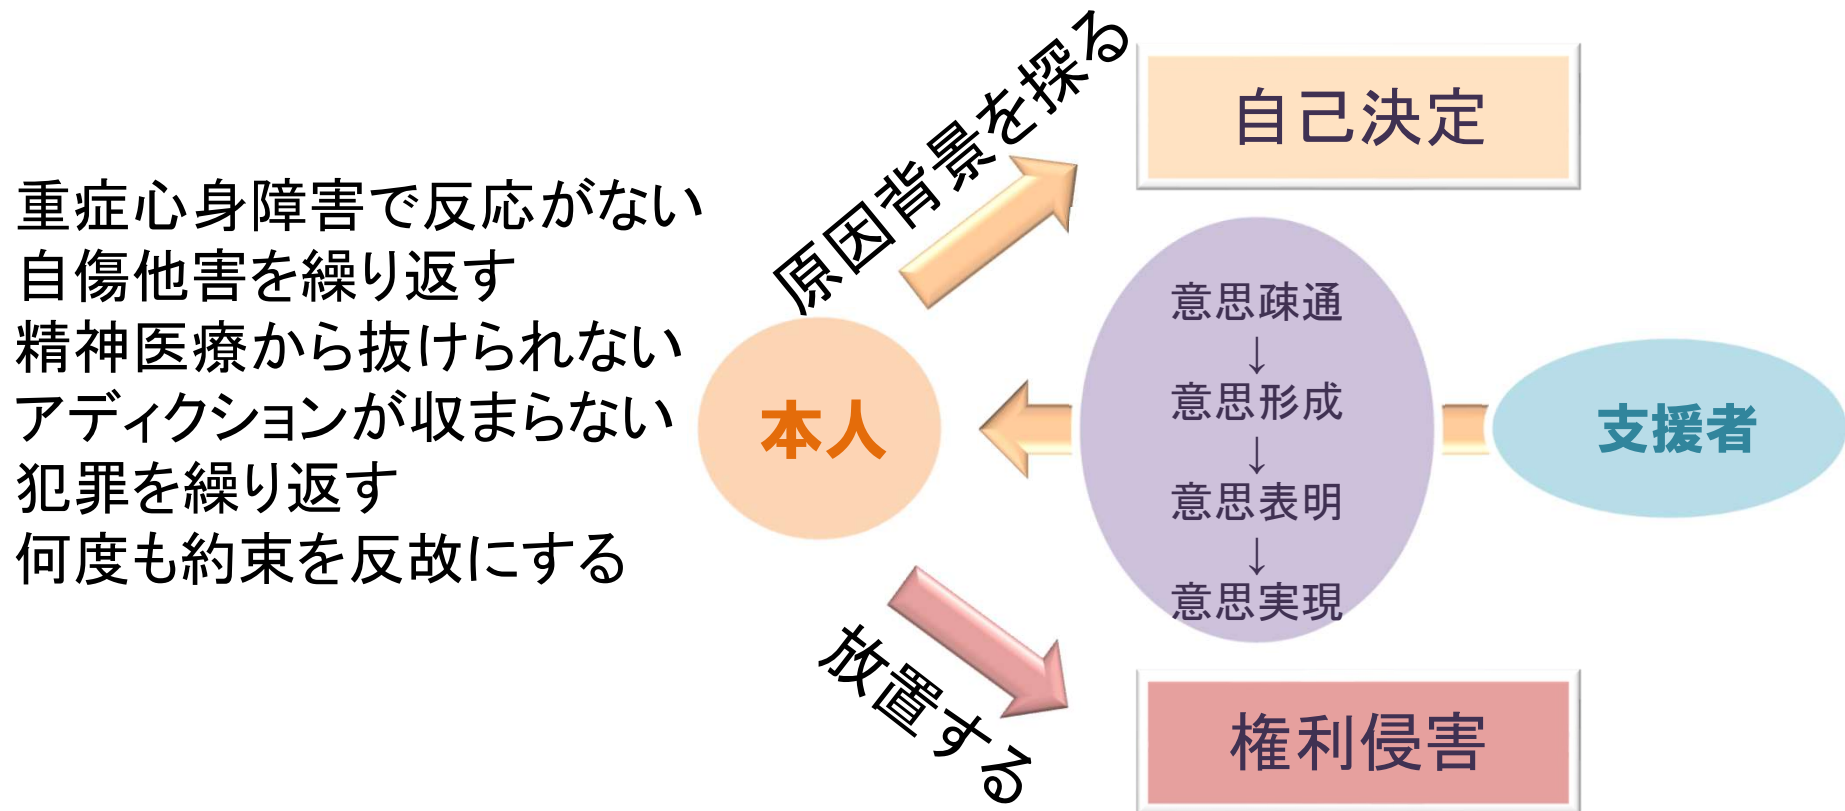 重症心身障害で反応がない
自傷他害を繰り返す
精神医療から抜けられない
アディクションが収まらない
犯罪を繰り返す
何度も約束を反故にする
原因背景を探る
自己決定
本人
意思疎通
↓
意思形成
↓
意思表明
↓
意思実現
支援者
放置する
権利侵害